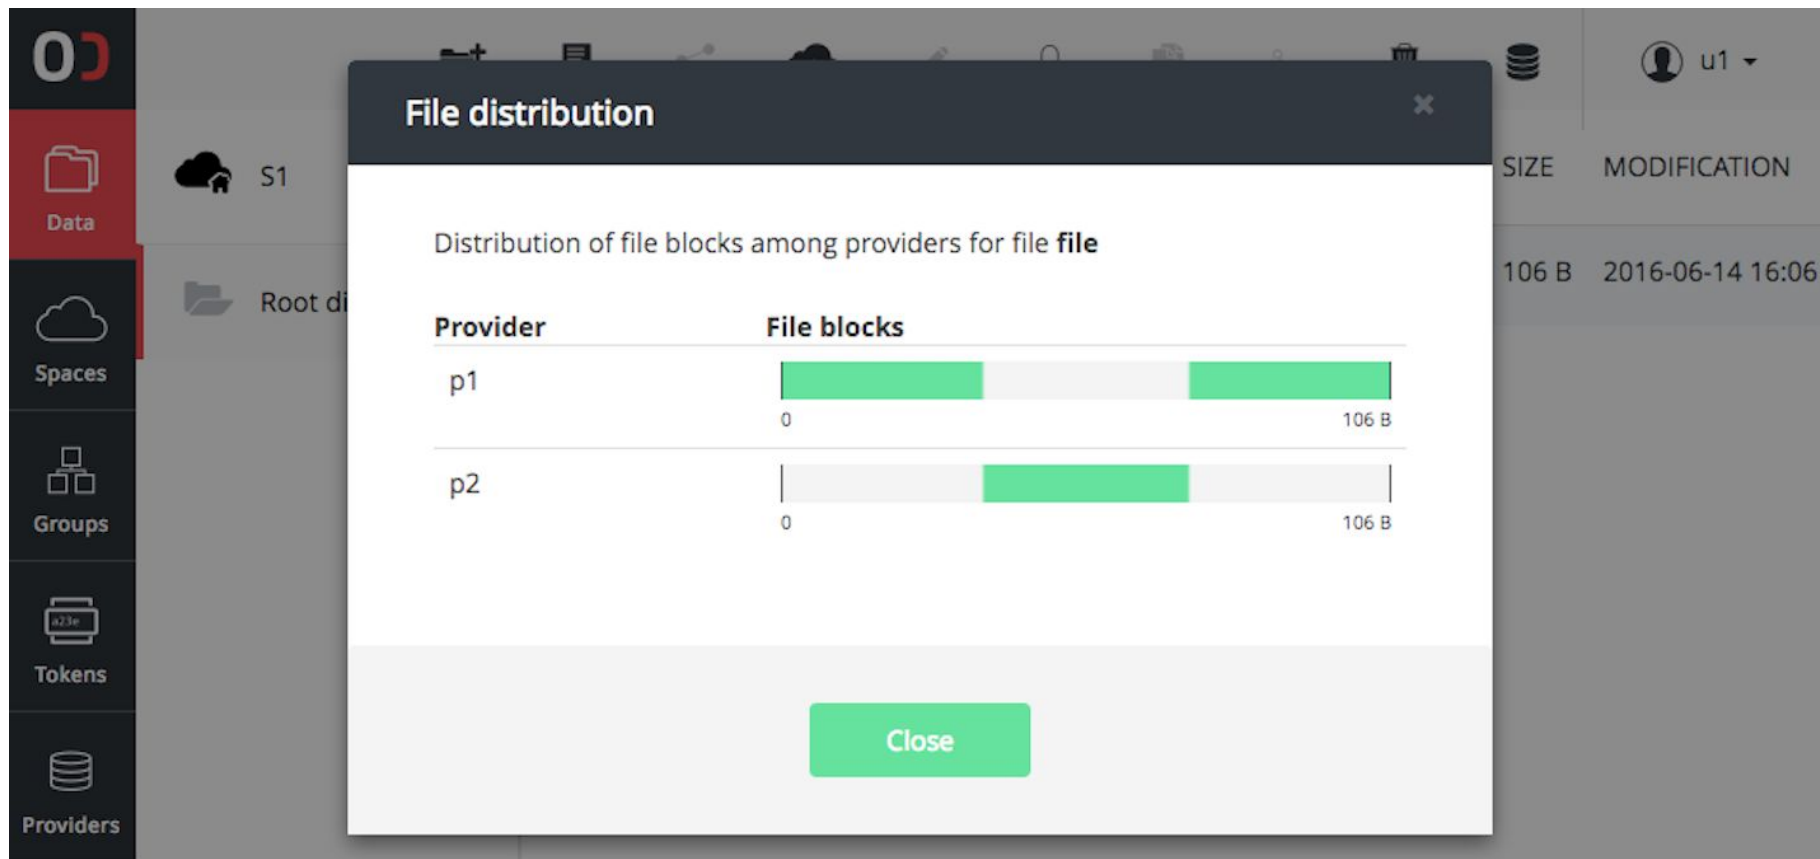 u1
File distribution
S1
SIZE MODIFICATION
Data
Distribution of file blocks among providers for file file
106 B 2016-06-14 16:06
Root di
Provider File blocks
Spaces
p1
0 106 B
p2
Groups
0 106 B
a23e
Tokens
Close
Providers